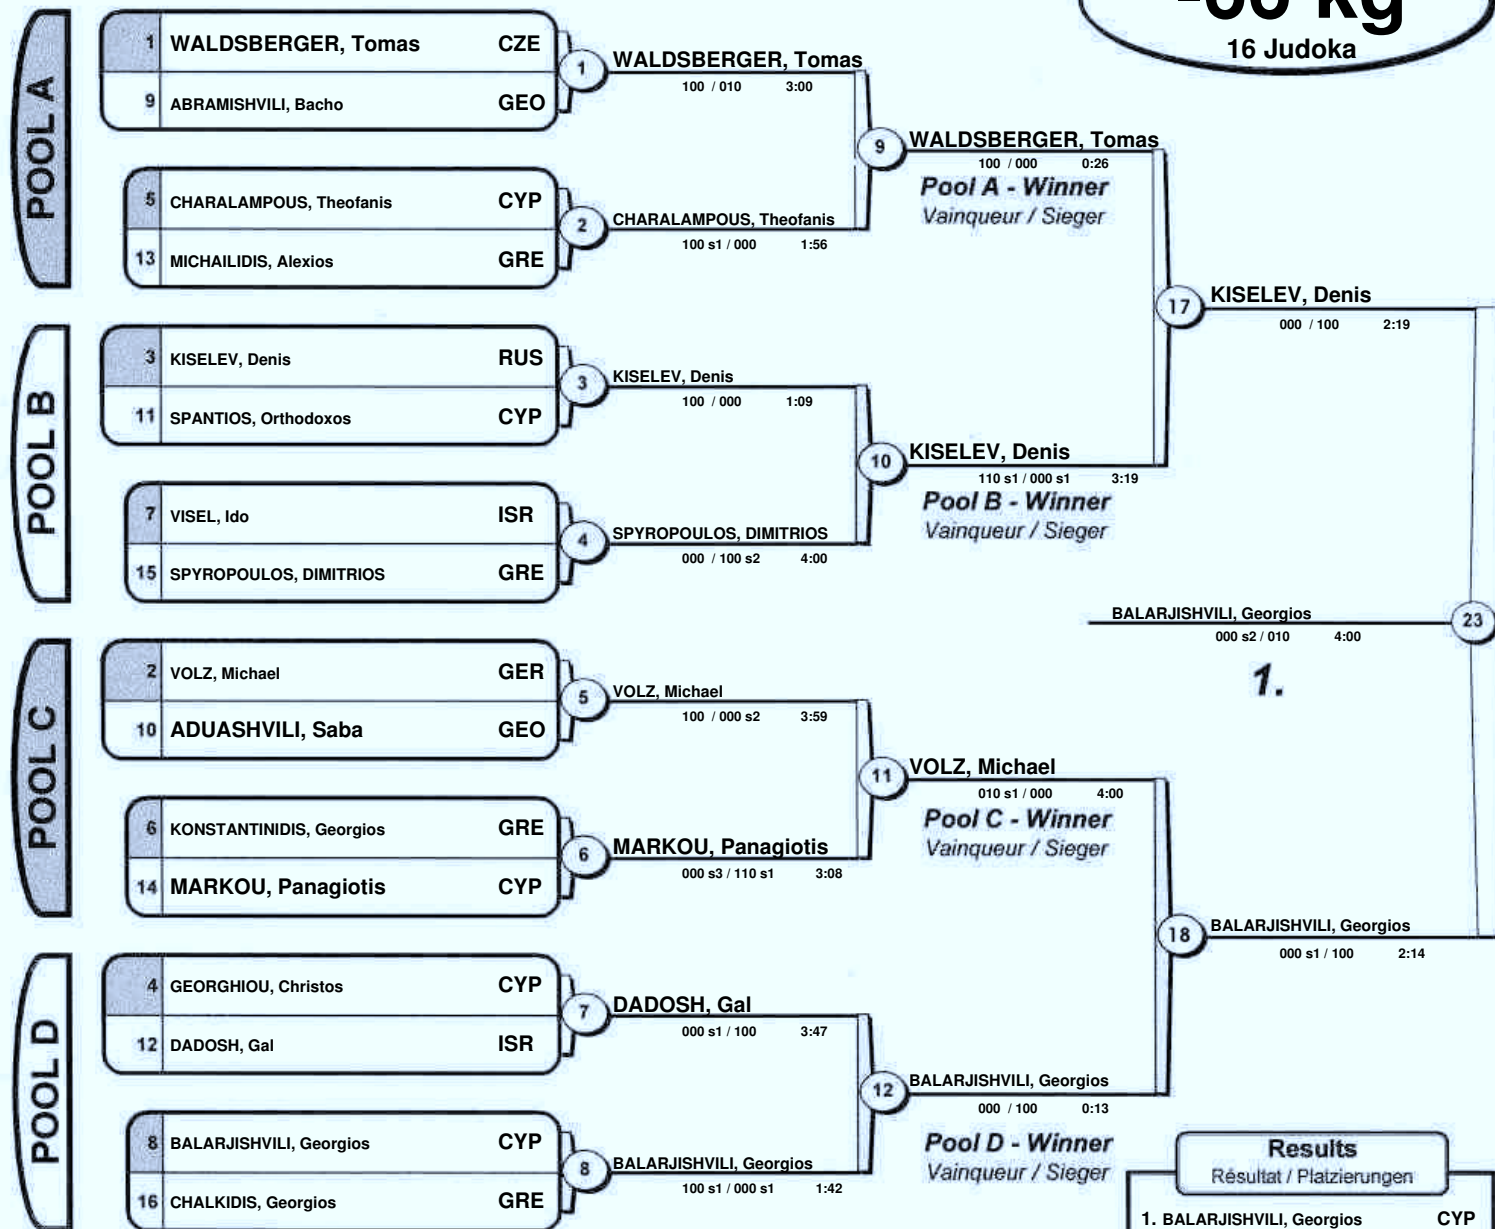 -60 kg
16 Judoka
POOL A
1 WALDSBERGER, Tomas CZE
9 ABRAMISHVILI, Bacho GEO
1 WALDSBERGER, Tomas
100 / 010 3:00
5 CHARALAMPOUS, Theofanis CYP
13 MICHAILIDIS, Alexios GRE
2 CHARALAMPOUS, Theofanis
100 s1 / 000 1:56
9 WALDSBERGER, Tomas
100 / 000 0:26
Pool A - Winner
Vainqueur / Sieger
17 KISELEV, Denis
000 / 100 2:19
POOL B
3 KISELEV, Denis RUS
11 SPANTIOS, Orthodoxos CYP
3 KISELEV, Denis
100 / 000 1:09
7 VISEL, Ido ISR
15 SPYROPOULOS, DIMITRIOS GRE
4 SPYROPOULOS, DIMITRIOS
000 / 100 s2 4:00
10 KISELEV, Denis
110 s1 / 000 s1 3:19
Pool B - Winner
Vainqueur / Sieger
BALARJISHVILI, Georgios 23
000 s2 / 010 4:00
1.
POOL C
2 VOLZ, Michael GER
10 ADUASHVILI, Saba GEO
5 VOLZ, Michael
100 / 000 s2 3:59
6 KONSTANTINIDIS, Georgios GRE
14 MARKOU, Panagiotis CYP
6 MARKOU, Panagiotis
000 s3 / 110 s1 3:08
11 VOLZ, Michael
010 s1 / 000 4:00
Pool C - Winner
Vainqueur / Sieger
18 BALARJISHVILI, Georgios
000 s1 / 100 2:14
POOL D
4 GEORGHIOU, Christos CYP
12 DADOSH, Gal ISR
7 DADOSH, Gal
000 s1 / 100 3:47
8 BALARJISHVILI, Georgios CYP
16 CHALKIDIS, Georgios GRE
8 BALARJISHVILI, Georgios
100 s1 / 000 s1 1:42
12 BALARJISHVILI, Georgios
000 / 100 0:13
Pool D - Winner
Vainqueur / Sieger
Results
Résultat / Platzierungen
1. BALARJISHVILI, Georgios CYP